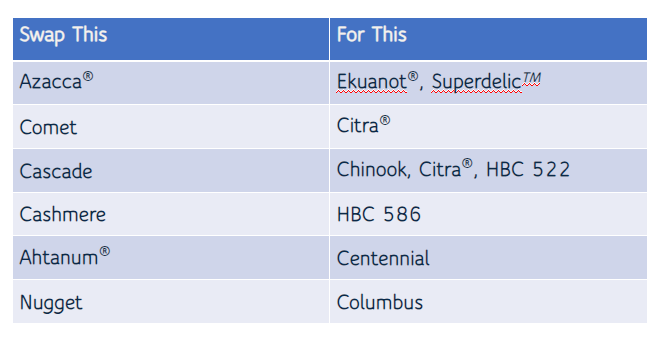 Swap This For This
Azacca® Ekuanot®, Superdelic™
Comet Citra®
Cascade Chinook, Citra®, HBC 522
Cashmere HBC 586
Ahtanum® Centennial
Nugget Columbus